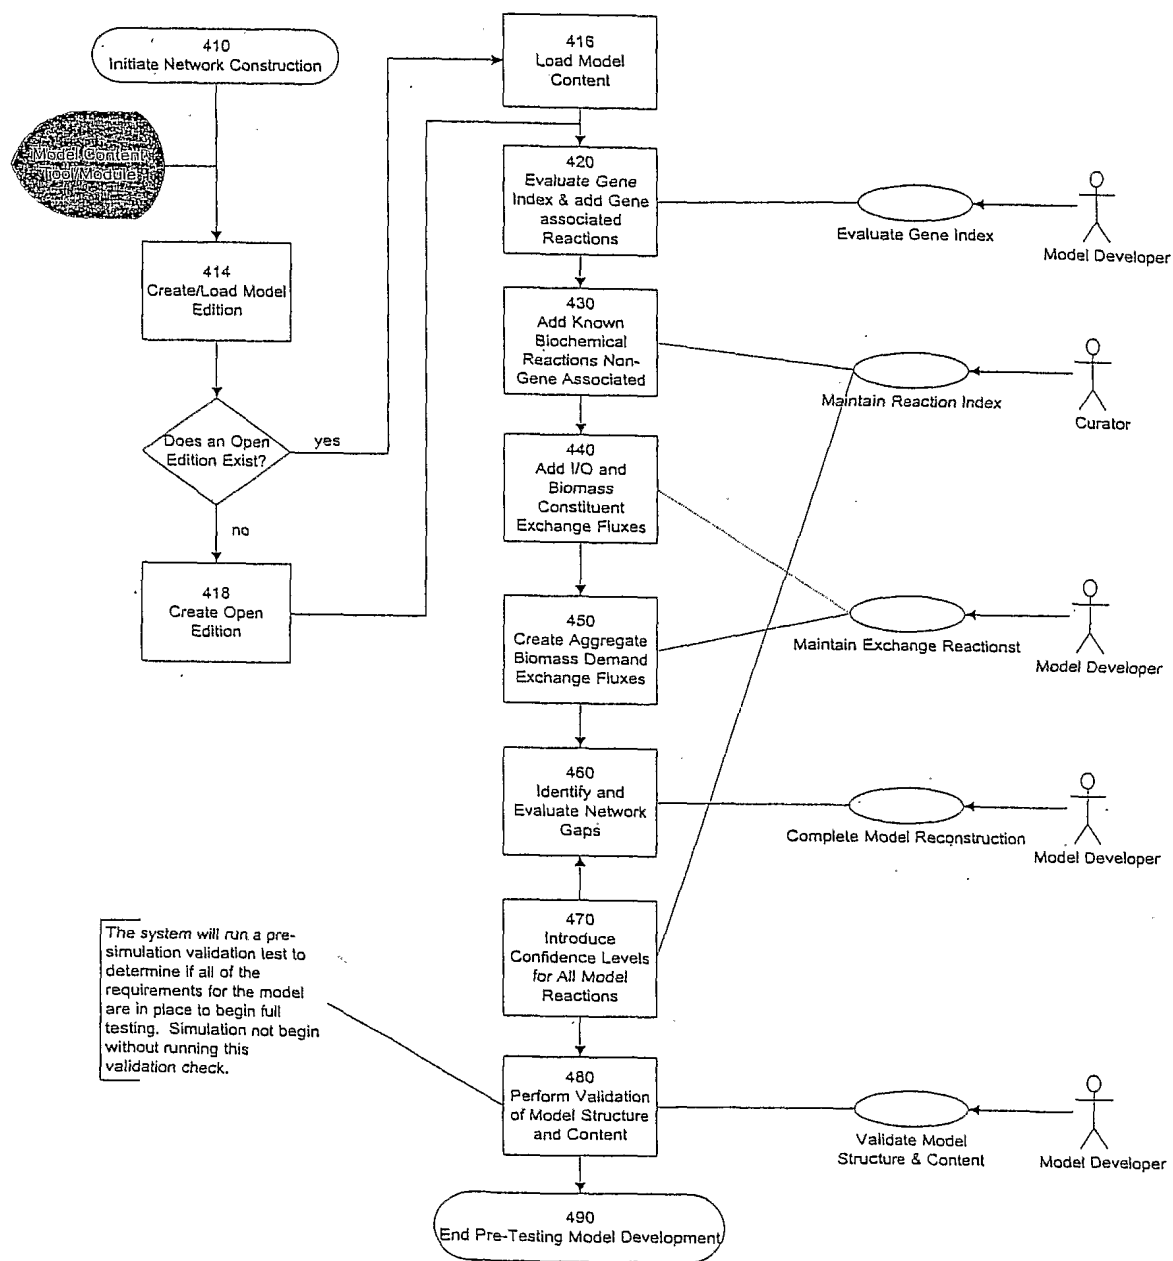 410
Initiate Network Construction
Model Content
Tool/Module
414
Create/Load Model
Edition
Does an Open
Edition Exist?
yes
no
418
Create Open
Edition
416
Load Model
Content
420
Evaluate Gene
Index & add Gene
associated
Reactions
Evaluate Gene Index
Model Developer
430
Add Known
Biochemical
Reactions Non-
Gene Associated
Maintain Reaction Index
Curator
440
Add I/O and
Biomass
Constituent
Exchange Fluxes
450
Create Aggregate
Biomass Demand
Exchange Fluxes
Maintain Exchange Reactionst
Model Developer
460
Identify and
Evaluate Network
Gaps
Complete Model Reconstruction
Model Developer
470
Introduce
Confidence Levels
for All Model
Reactions
The system will run a pre-
simulation validation test to
determine if all of the
requirements for the model
are in place to begin full
testing. Simulation not begin
without running this
validation check.
480
Perform Validation
of Model Structure
and Content
Validate Model
Structure & Content
Model Developer
490
End Pre-Testing Model Development